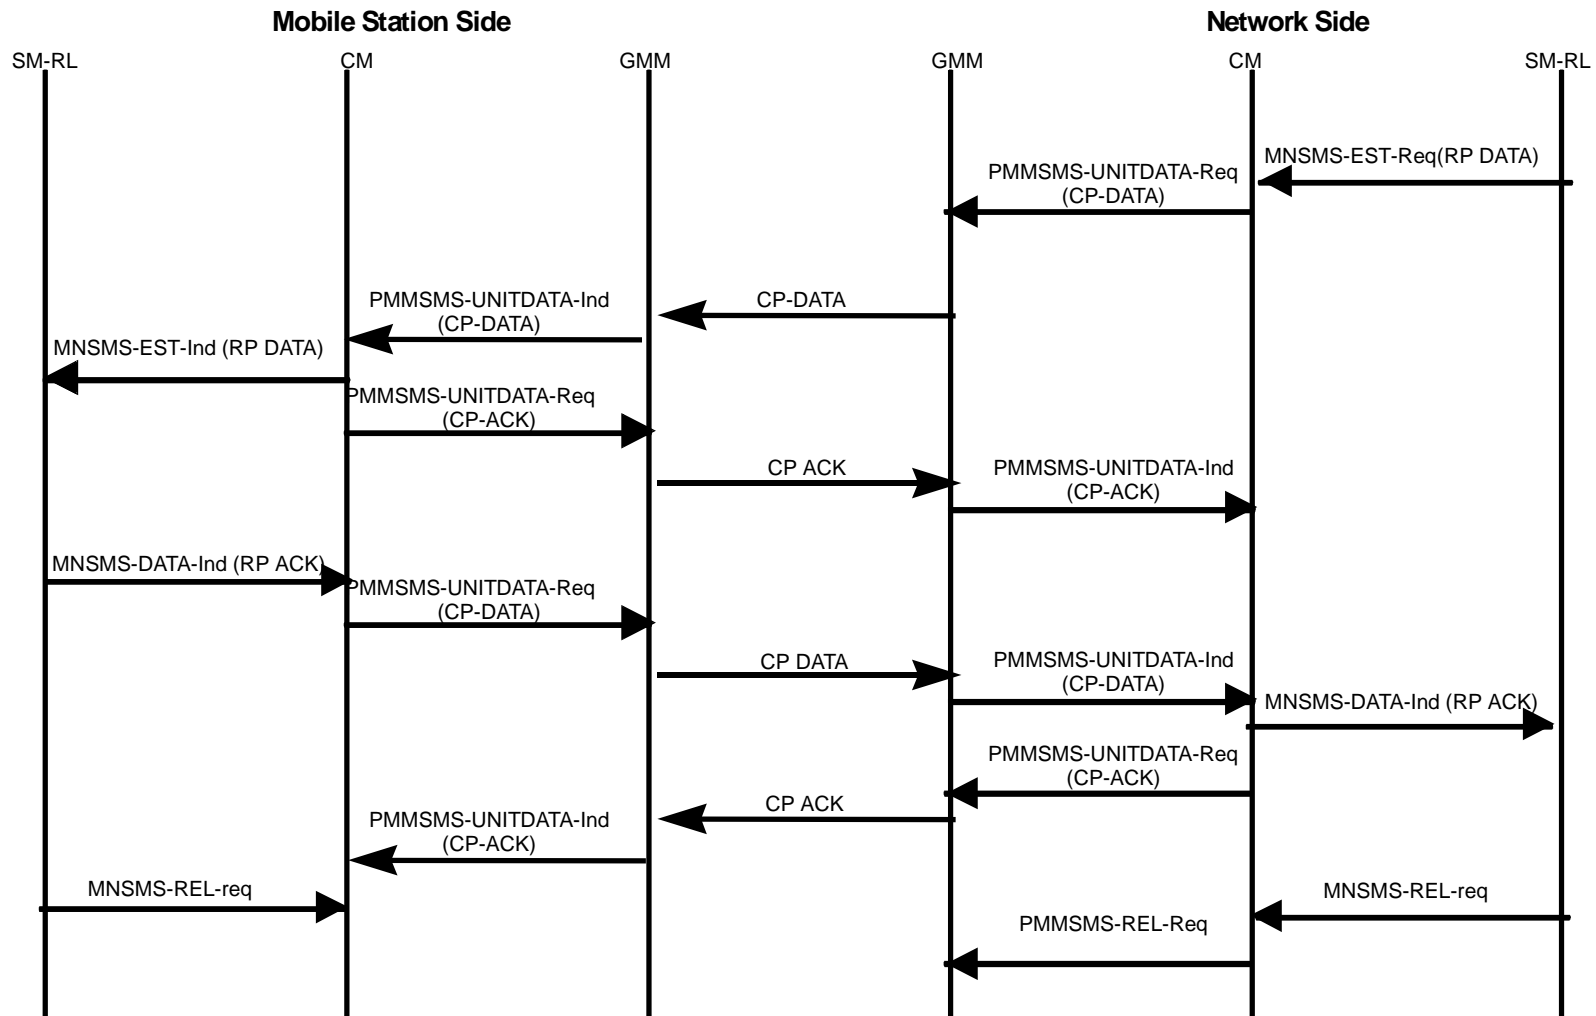 Mobile Station Side
Network Side
SM-RL
CM
GMM
GMM
CM
SM-RL
MNSMS-EST-Req(RP DATA)
PMMSMS-UNITDATA-Req
(CP-DATA)
CP-DATA
PMMSMS-UNITDATA-Ind
(CP-DATA)
MNSMS-EST-Ind (RP DATA)
PMMSMS-UNITDATA-Req
(CP-ACK)
CP ACK
PMMSMS-UNITDATA-Ind
(CP-ACK)
MNSMS-DATA-Ind (RP ACK)
PMMSMS-UNITDATA-Req
(CP-DATA)
CP DATA
PMMSMS-UNITDATA-Ind
(CP-DATA)
MNSMS-DATA-Ind (RP ACK)
PMMSMS-UNITDATA-Req
(CP-ACK)
CP ACK
PMMSMS-UNITDATA-Ind
(CP-ACK)
MNSMS-REL-req
MNSMS-REL-req
PMMSMS-REL-Req